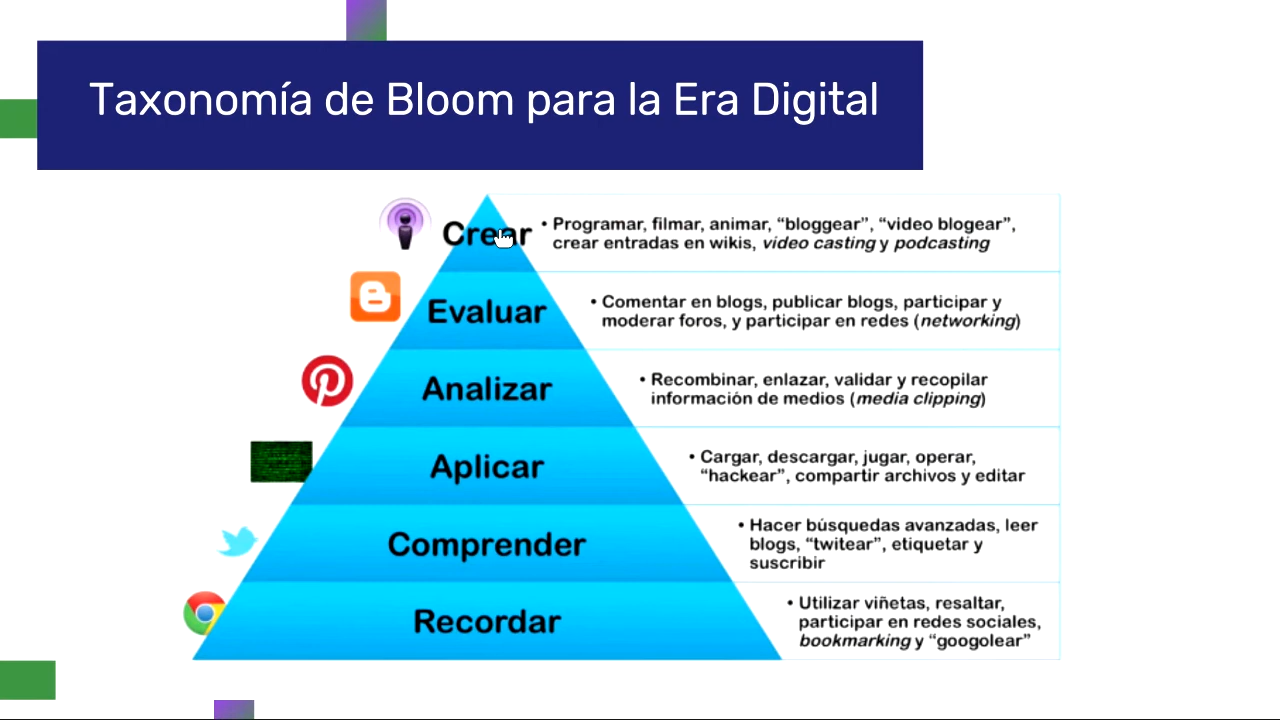 Taxonomía de Bloom para la Era Digital
Crear
• Programar, filmar, animar, “bloggear”, “video blogear”,
crear entradas en wikis, video casting y podcasting
Evaluar
• Comentar en blogs, publicar blogs, participar y
moderar foros, y participar en redes (networking)
Analizar
• Recombinar, enlazar, validar y recopilar
información de medios (media clipping)
Aplicar
• Cargar, descargar, jugar, operar,
“hackear”, compartir archivos y editar
Comprender
• Hacer búsquedas avanzadas, leer
blogs, “twitear”, etiquetar y
suscribir
Recordar
• Utilizar viñetas, resaltar,
participar en redes sociales,
bookmarking y “googolear”